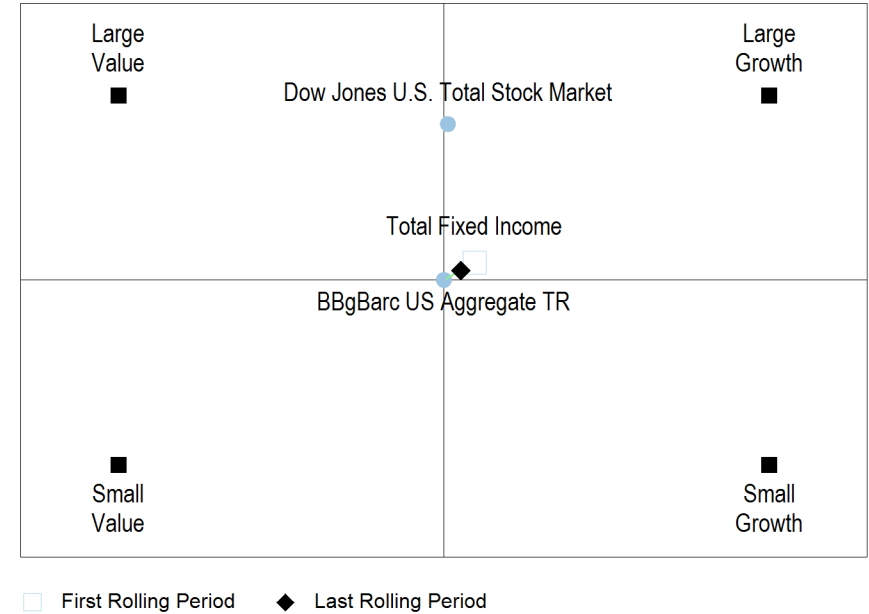 Large
Value
Large
Growth
Dow Jones U.S. Total Stock Market
Total Fixed Income
BBgBarc US Aggregate TR
Small
Value
Small
Growth
First Rolling Period
Last Rolling Period